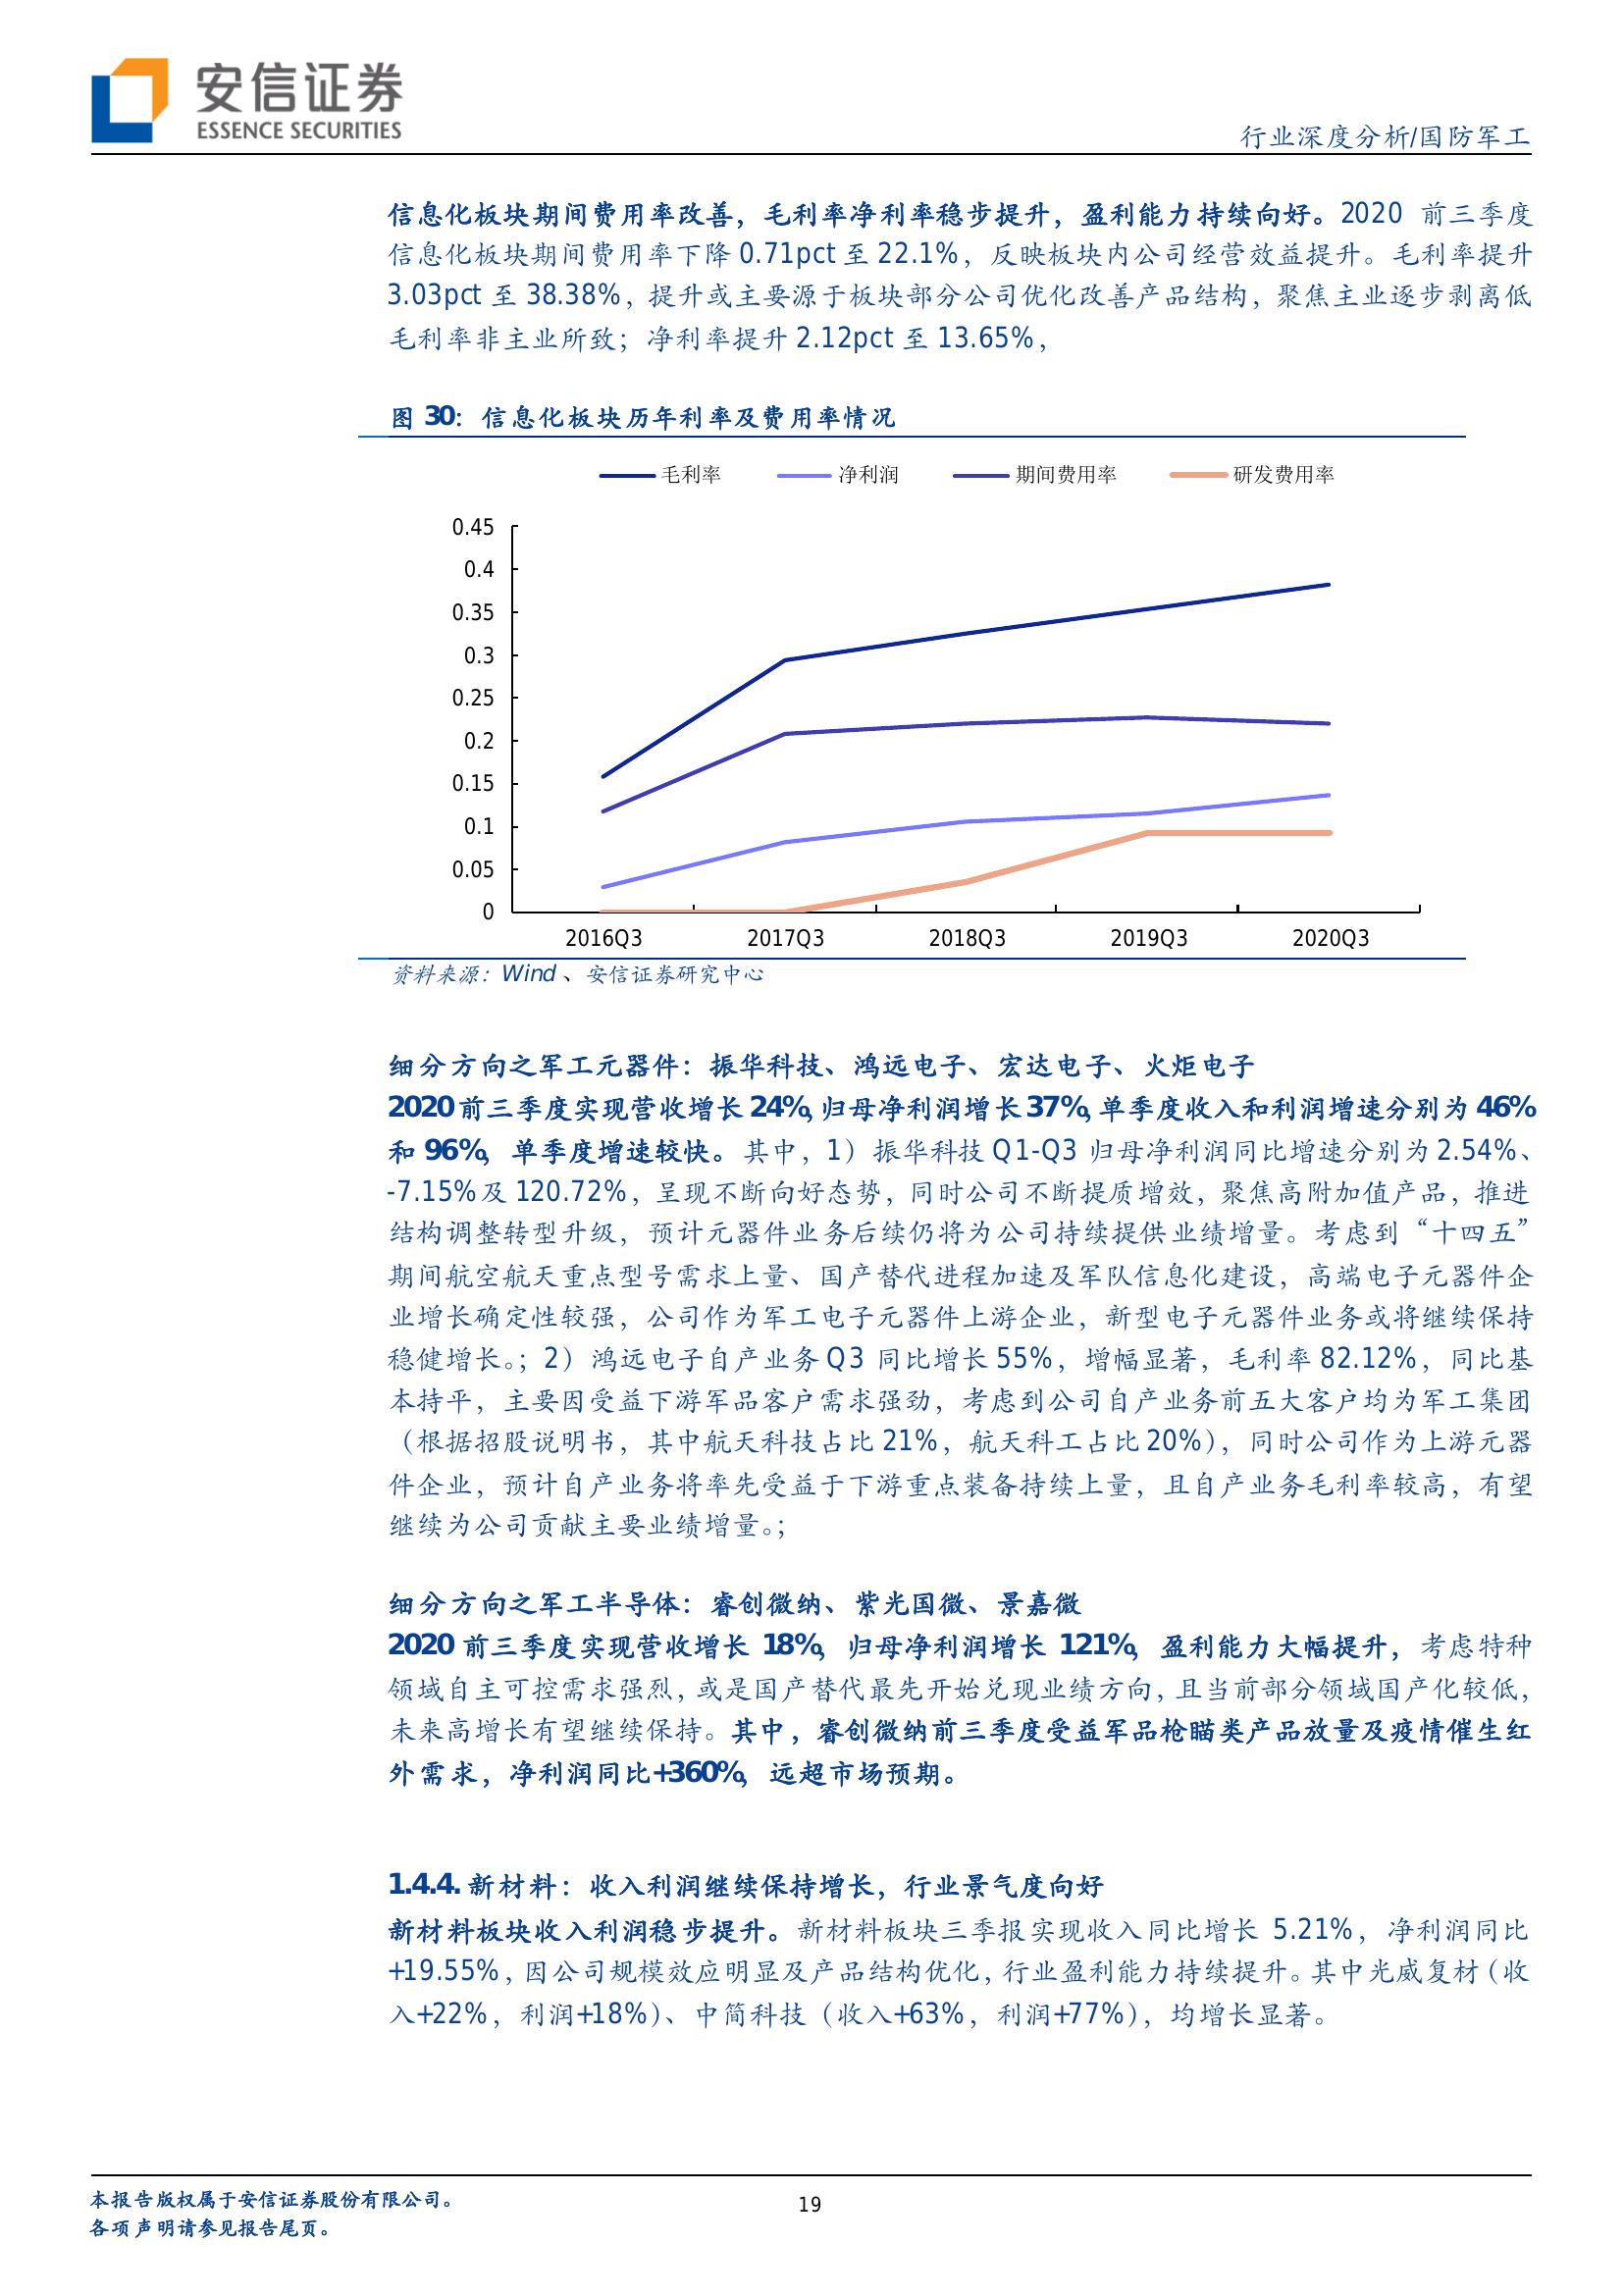 安信证券
ESSENCE SECURITIES
行业深度分析/国防军工
信息化板块期间费用率改善，毛利率净利率稳步提升，盈利能力持续向好。2020 前三季度
信息化板块期间费用率下降 0.71pct 至 22.1%，反映板块内公司经营效益提升。毛利率提升
3.03pct 至 38.38%，提升或主要源于板块部分公司优化改善产品结构，聚焦主业逐步剥离低
毛利率非主业所致；净利率提升 2.12pct 至 13.65%，
图 30：信息化板块历年利率及费用率情况
毛利率 净利润 期间费用率 研发费用率
0.45
0.4
0.35
0.3
0.25
0.2
0.15
0.1
0.05
0
2016Q3 2017Q3 2018Q3 2019Q3 2020Q3
资料来源：Wind、安信证券研究中心
细分方向之军工元器件：振华科技、鸿远电子、宏达电子、火炬电子
2020 前三季度实现营收增长 24%，归母净利润增长 37%，单季度收入和利润增速分别为 46%
和 96%，单季度增速较快。其中，1）振华科技 Q1-Q3 归母净利润同比增速分别为 2.54%、
-7.15%及 120.72%，呈现不断向好态势，同时公司不断提质增效，聚焦高附加值产品，推进
结构调整转型升级，预计元器件业务后续仍将为公司持续提供业绩增量。考虑到“十四五”
期间航空航天重点型号需求上量、国产替代进程加速及军队信息化建设，高端电子元器件企
业增长确定性较强，公司作为军工电子元器件上游企业，新型电子元器件业务或将继续保持
稳健增长。；2）鸿远电子自产业务 Q3 同比增长 55%，增幅显著，毛利率 82.12%，同比基
本持平，主要因受益下游军品客户需求强劲，考虑到公司自产业务前五大客户均为军工集团
（根据招股说明书，其中航天科技占比 21%，航天科工占比 20%），同时公司作为上游元器
件企业，预计自产业务将率先受益于下游重点装备持续上量，且自产业务毛利率较高，有望
继续为公司贡献主要业绩增量。；
细分方向之军工半导体：睿创微纳、紫光国微、景嘉微
2020 前三季度实现营收增长 18%，归母净利润增长 121%，盈利能力大幅提升，考虑特种
领域自主可控需求强烈，或是国产替代最先开始兑现业绩方向，且当前部分领域国产化较低，
未来高增长有望继续保持。其中，睿创微纳前三季度受益军品枪瞄类产品放量及疫情催生红
外需求，净利润同比+360%，远超市场预期。
1.4.4. 新材料：收入利润继续保持增长，行业景气度向好
新材料板块收入利润稳步提升。新材料板块三季报实现收入同比增长 5.21%，净利润同比
+19.55%，因公司规模效应明显及产品结构优化，行业盈利能力持续提升。其中光威复材（收
入+22%，利润+18%）、中简科技（收入+63%，利润+77%），均增长显著。
本报告版权属于安信证券股份有限公司。
19
各项声明请参见报告尾页。